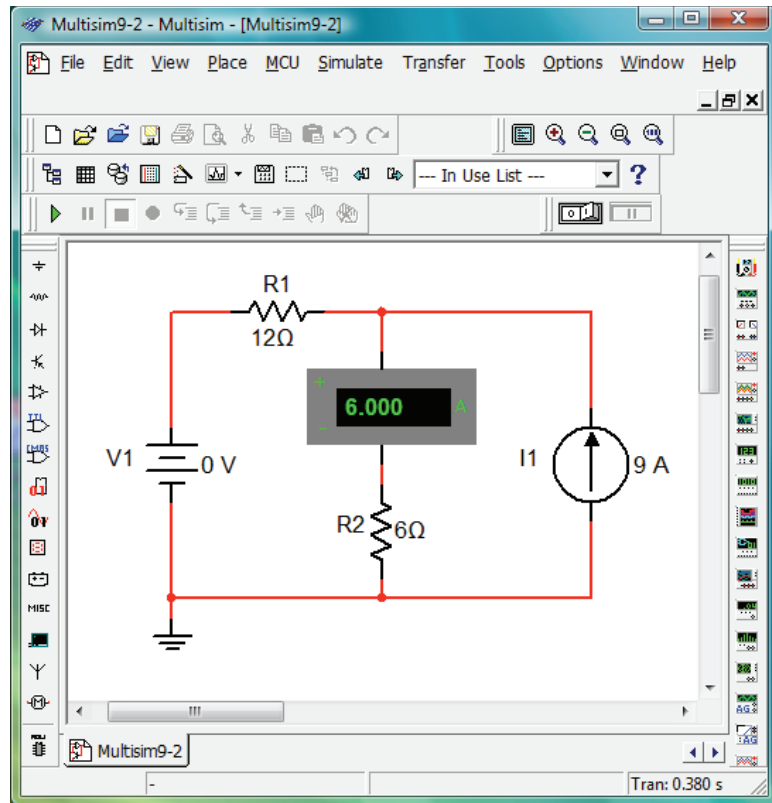 Multisim9-2 - Multisim - [Multisim9-2]
File Edit View Place MCU Simulate Transfer Tools Options Window Help
--- In Use List ---
R1
12Ω
+
6.000 A
-
V1 0 V
I1 9 A
R2 6Ω
MISC
Multisim9-2
- Tran: 0.380 s